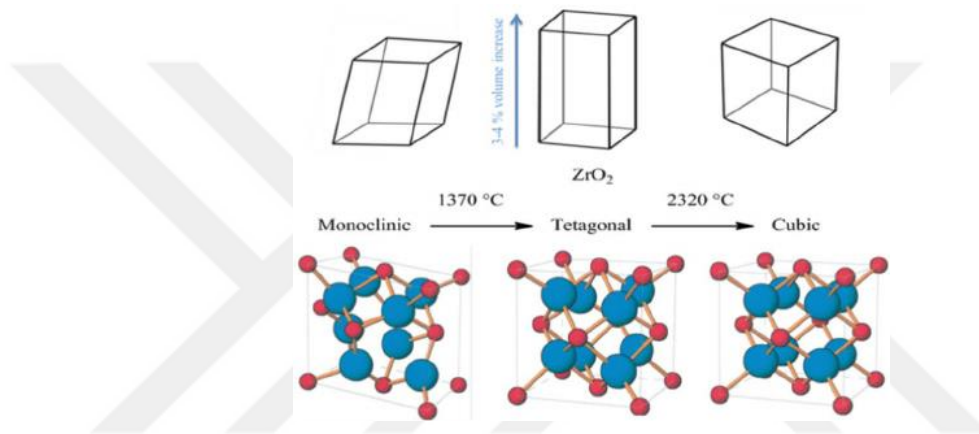 3-4 % volume increase
ZrO₂
1370 °C
2320 °C
Monoclinic
Tetagonal
Cubic